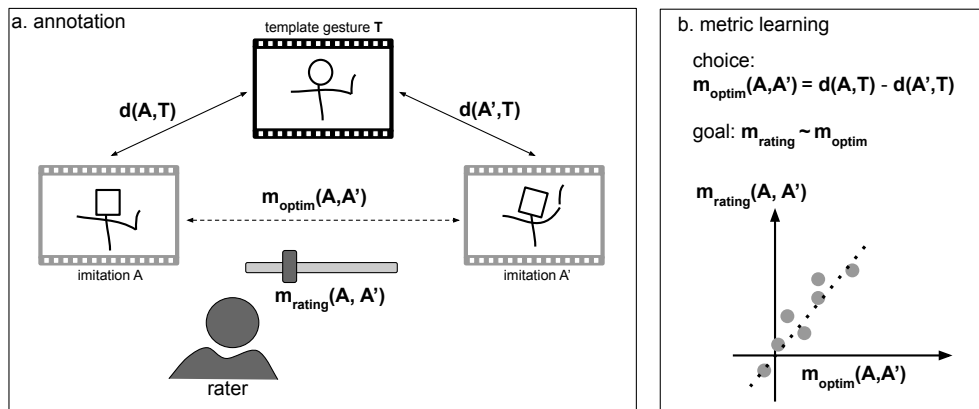 a. annotation
template gesture T
d(A,T)
d(A',T)
m_optim(A,A')
imitation A
imitation A'
m_rating(A, A')
rater
b. metric learning
choice:
m_optim(A,A') = d(A,T) - d(A',T)
goal: m_rating ~ m_optim
m_rating(A, A')
m_optim(A,A')